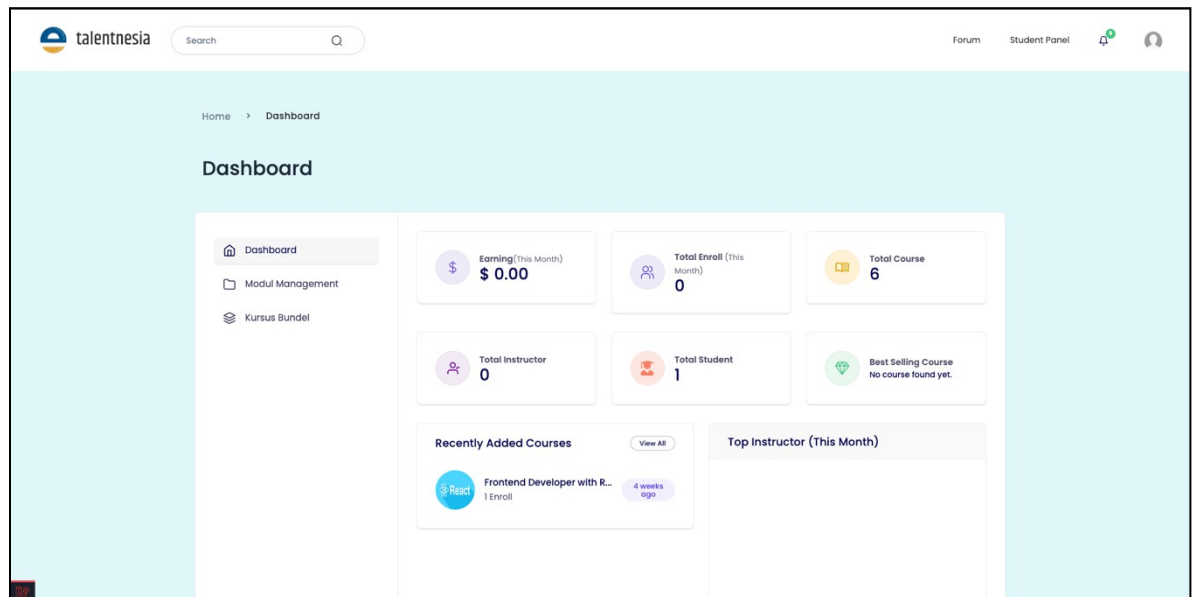 talentnesia
Search
Forum
Student Panel
0
Home > Dashboard
Dashboard
Dashboard
Modul Management
Kursus Bundel
Earning(This Month)
$ 0.00
Total Enroll (This
Month)
0
Total Course
6
Total Instructor
0
Total Student
1
Best Selling Course
No course found yet.
Recently Added Courses
View All
React
Frontend Developer with R...
1 Enroll
4 weeks
ago
Top Instructor (This Month)